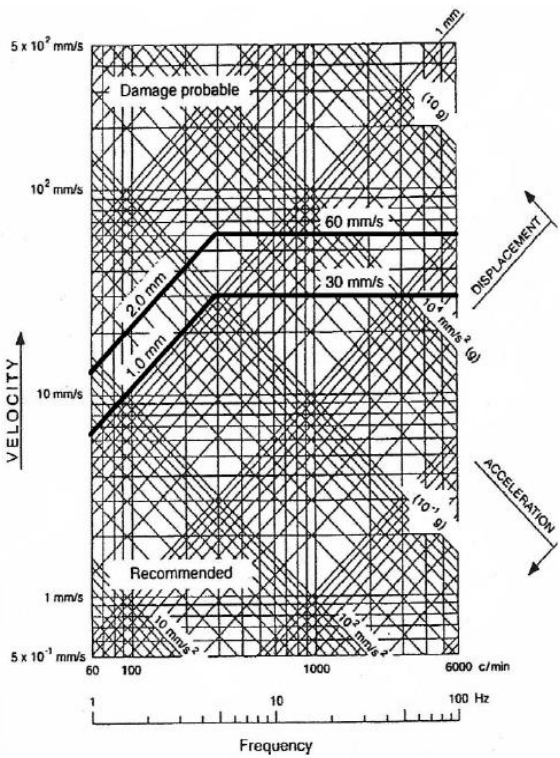 1 mm
5 x 10² mm/s
Damage probable
(10 g)
10² mm/s
60 mm/s
DISPLACEMENT
2.0 mm
30 mm/s
10⁴ mm/s² (g)
1.0 mm
VELOCITY
10 mm/s
ACCELERATION
(10⁻¹ g)
Recommended
1 mm/s
10 mm/s²
10² mm/s²
5 x 10⁻¹ mm/s
60 100 1000 6000 c/min
1 10 100 Hz
Frequency